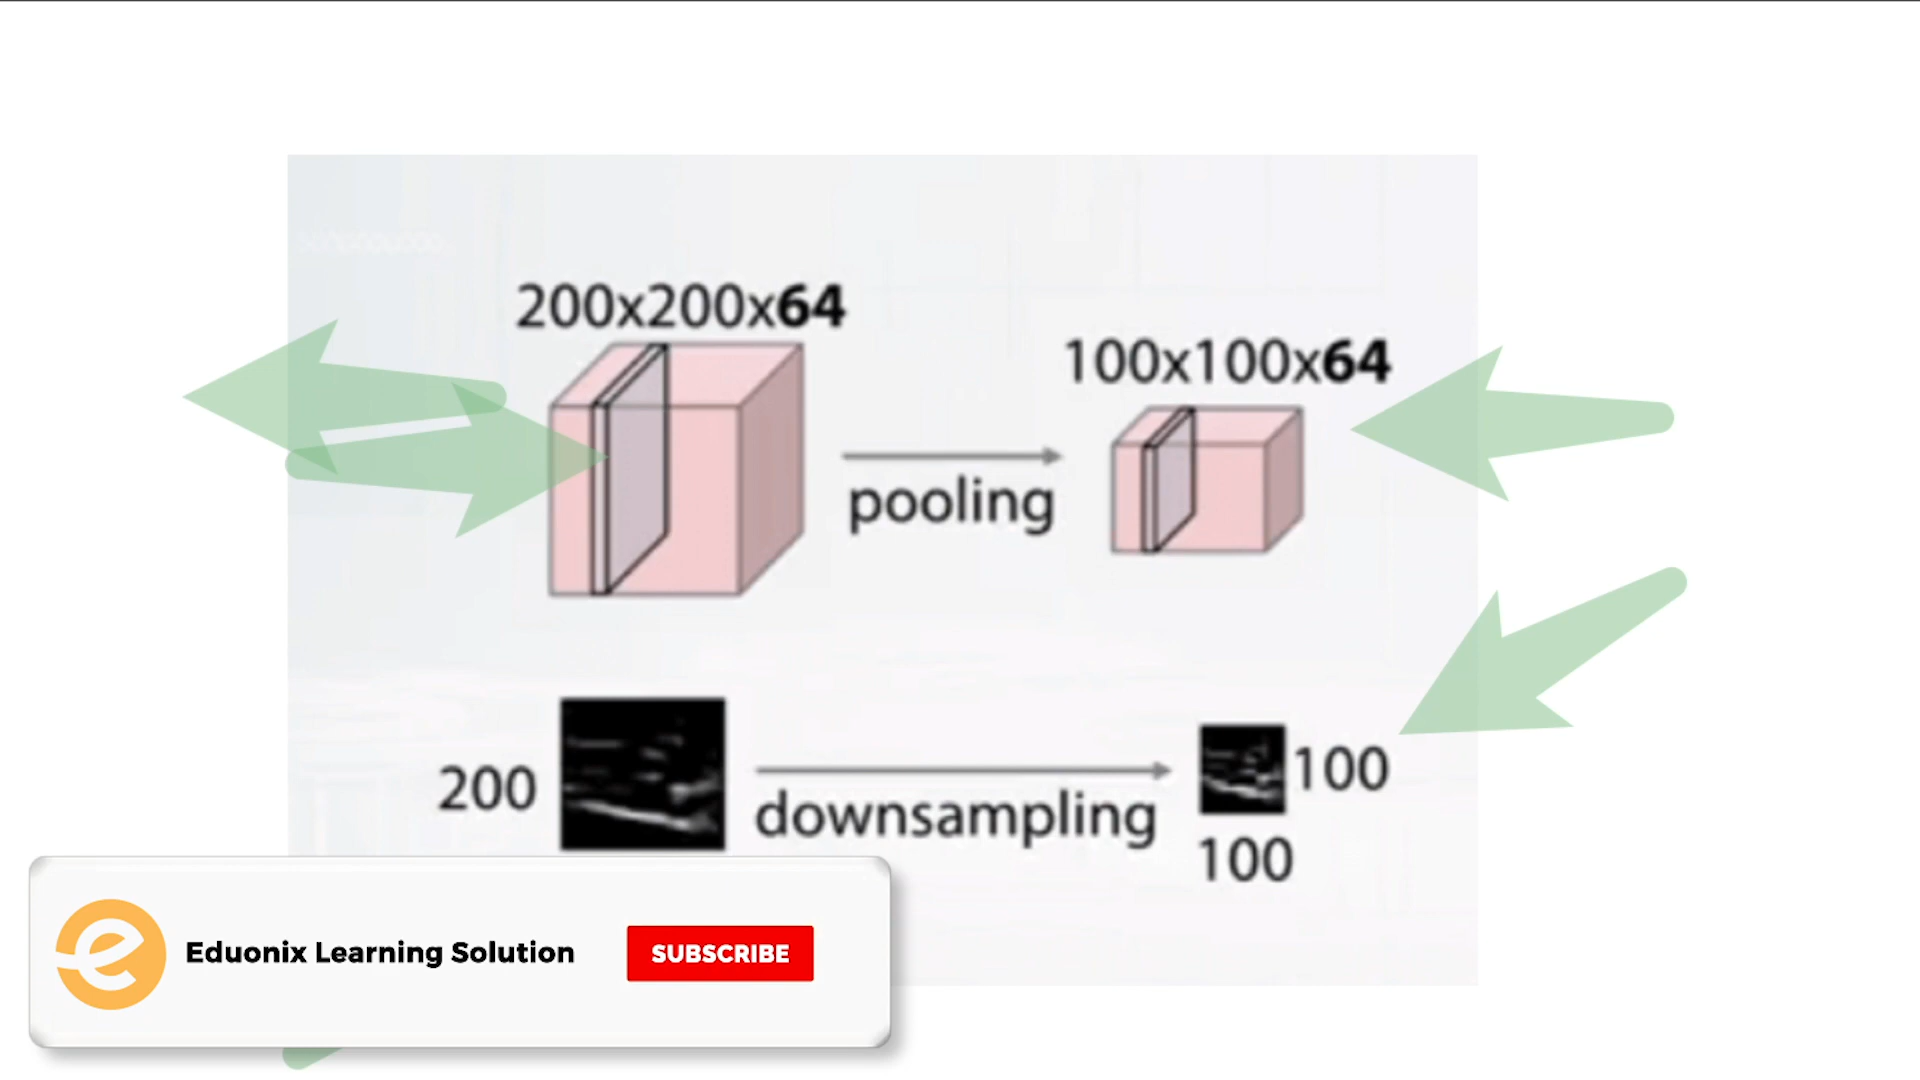 200x200x64
100x100x64
pooling
200
downsampling
100
100
Eduonix Learning Solution
SUBSCRIBE